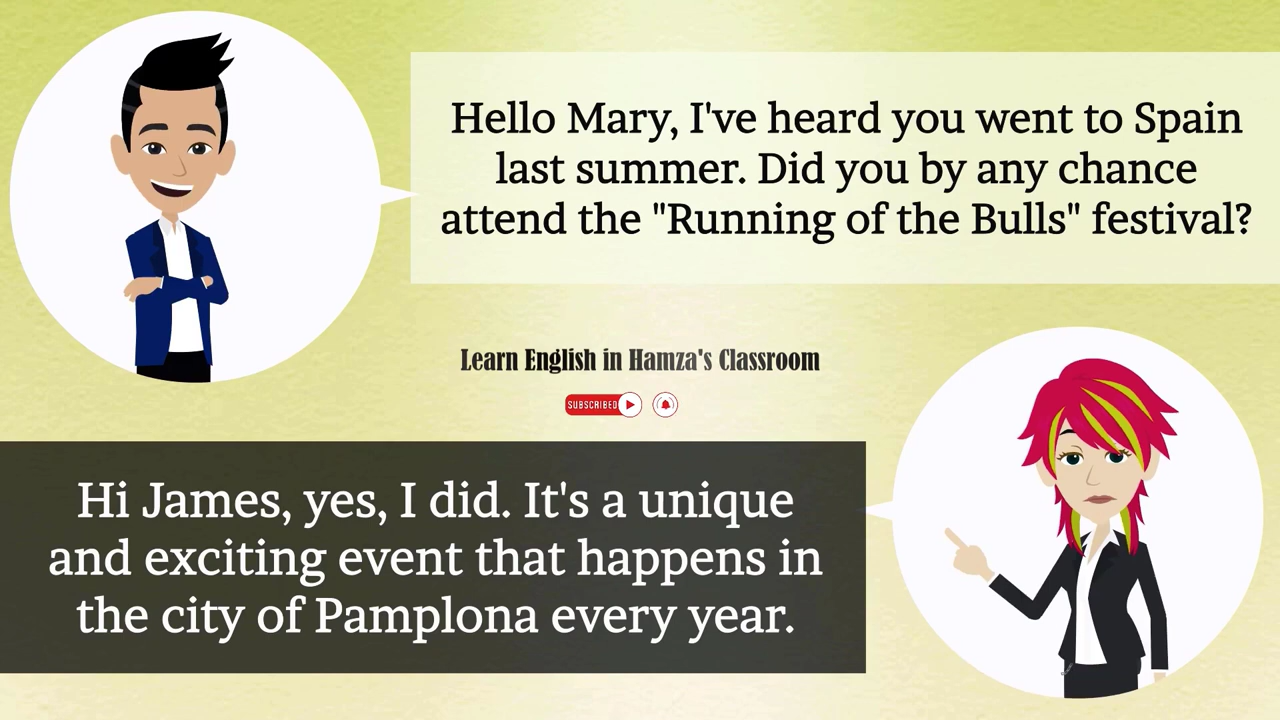 Hello Mary, I've heard you went to Spain
last summer. Did you by any chance
attend the "Running of the Bulls" festival?
Learn English in Hamza's Classroom
SUBSCRIBED
Hi James, yes, I did. It's a unique
and exciting event that happens in
the city of Pamplona every year.